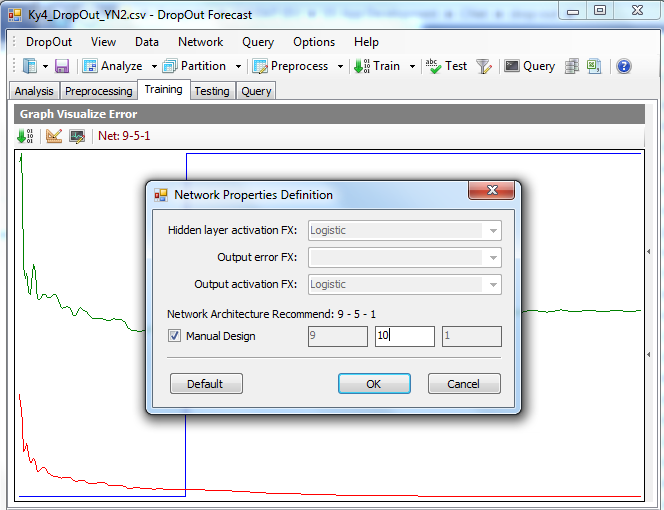 Ky4_DropOut_YN2.csv - DropOut Forecast
DropOut View Data Network Query Options Help
Analyze Partition Preprocess Train Test Query
Analysis Preprocessing Training Testing Query
Graph Visualize Error
Net: 9-5-1
Network Properties Definition
Hidden layer activation FX: Logistic
Output error FX:
Output activation FX: Logistic
Network Architecture Recommend: 9 - 5 - 1
Manual Design 9 10 1
Default OK Cancel